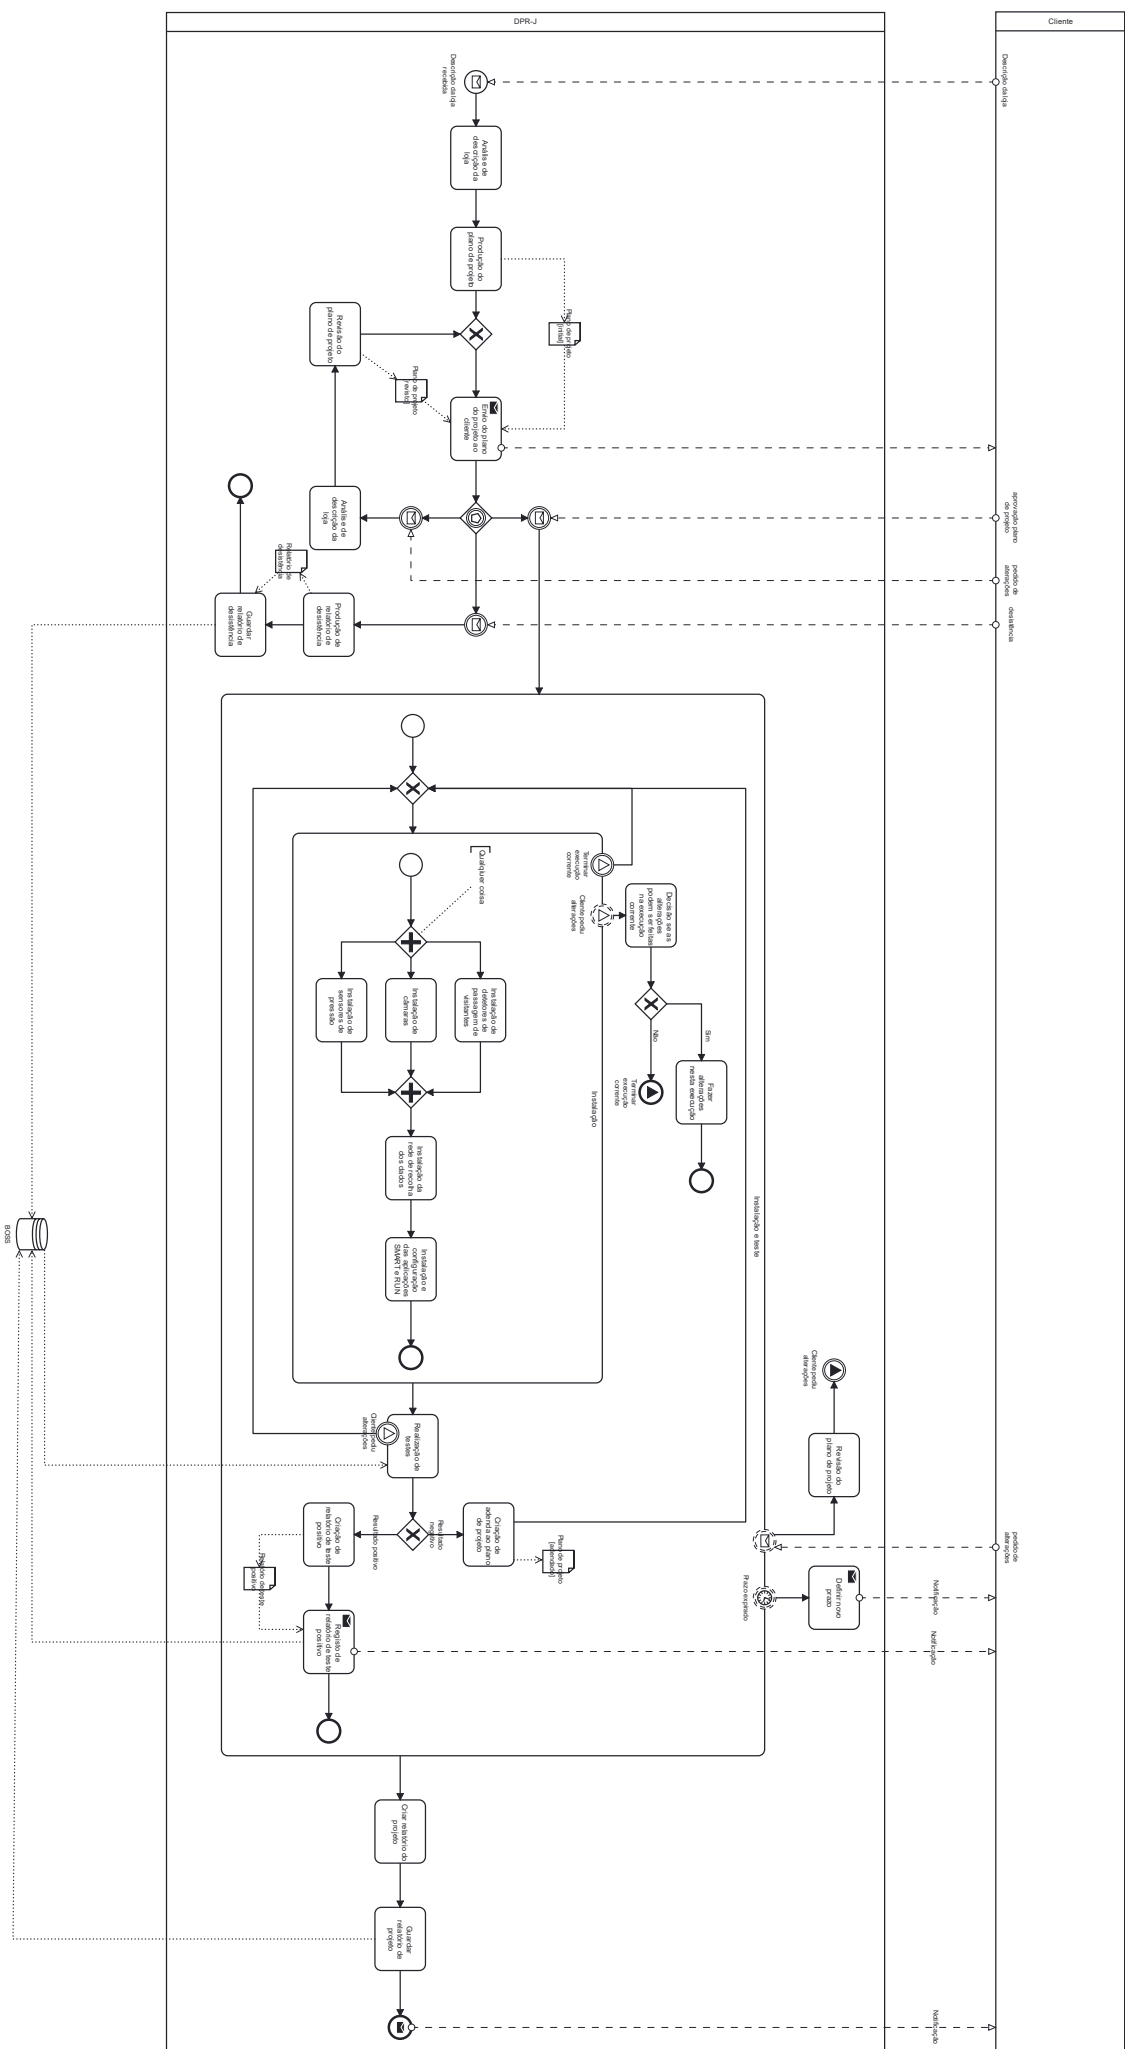 DPR-J
Cliente
Descrição da loja
recebida
Descrição da loja
Análise de
descrição da
loja
Produção do
plano de projeto
Plano de projeto
[inicial]
Revisão do
plano de projeto
Plano de projeto
[revisto]
Envio do plano
do projeto ao
cliente
aprovação plano
de projeto
pedido de
alterações
desistência
Análise de
descrição da
loja
Relatório de
desistência
Guardar
relatório de
desistência
Produção de
relatório de
desistência
Terminar
execução
corrente
Cliente pediu
alterações
Decisão se as
alterações
podem ser feitas
na execução
corrente
Qualquer coisa
Instalação de
sensores de
pressão
Instalação de
câmaras
Instalação de
detetores de
passagem de
visitantes
Sim
Não
Terminar
execução
corrente
Fazer
alterações
nesta execução
Instalação
Instalação da
rede de recolha
dos dados
Instalação e
configuração
das aplicações
SMART e RUN
Instalação e teste
BOSS
Cliente pediu
alterações
Cliente pediu
alterações
Realização de
testes
Revisão do
plano de projeto
Criação de
relatório de teste
positivo
Resultado positivo
Resultado
negativo
Criação de
adenda ao plano
de projeto
Plano de projeto
[adendado]
pedido de
alterações
Relatório de teste
positivo
Prazo expirado
Definir novo
prazo
Notificação
Registo de
relatório de teste
positivo
Notificação
Criar relatório do
projeto
Guardar
relatório de
projeto
Notificação